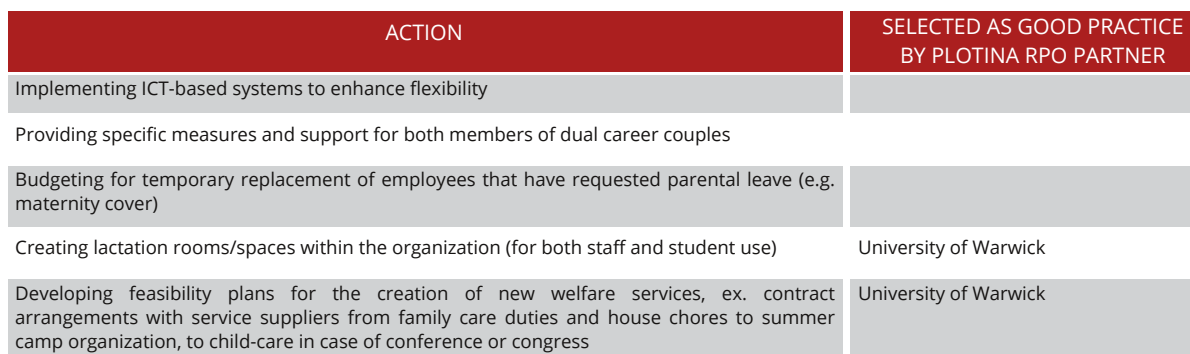 ACTION
SELECTED AS GOOD PRACTICE
BY PLOTINA RPO PARTNER
Implementing ICT-based systems to enhance flexibility
Providing specific measures and support for both members of dual career couples
Budgeting for temporary replacement of employees that have requested parental leave (e.g.
maternity cover)
Creating lactation rooms/spaces within the organization (for both staff and student use)
University of Warwick
Developing feasibility plans for the creation of new welfare services, ex. contract
arrangements with service suppliers from family care duties and house chores to summer
camp organization, to child-care in case of conference or congress
University of Warwick